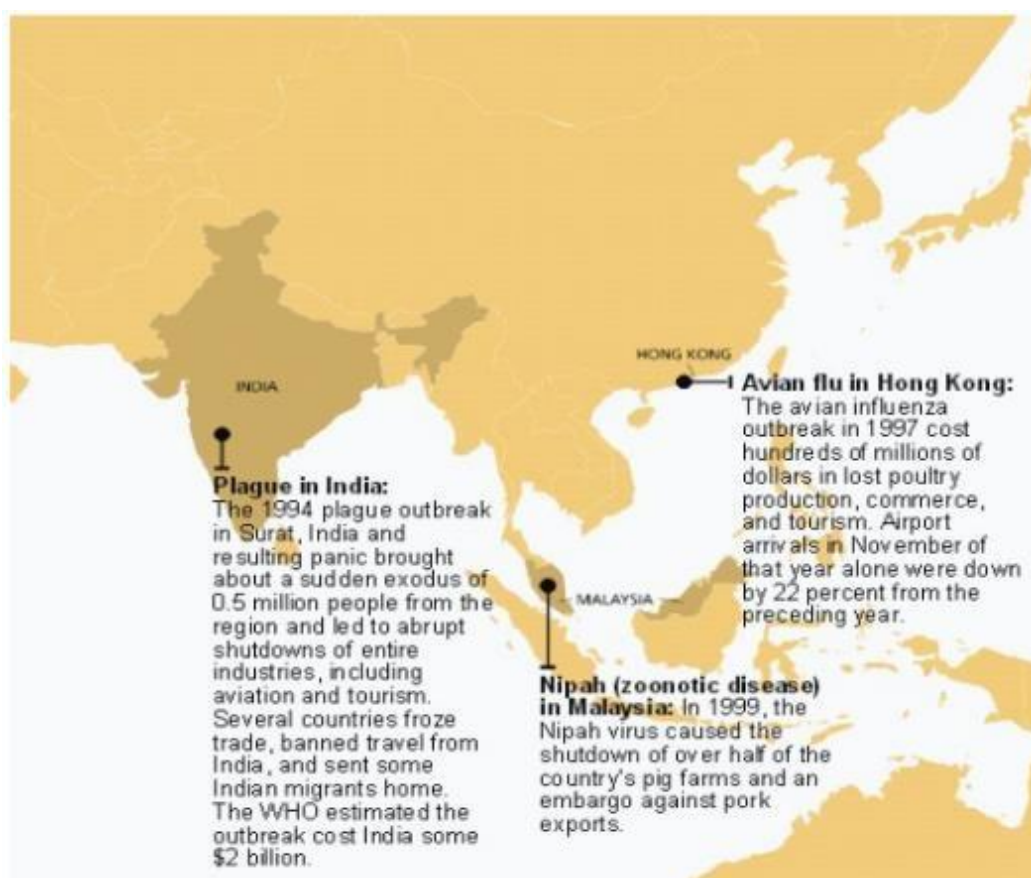 INDIA
HONG KONG
MALAYSIA
Plague in India:
The 1994 plague outbreak
in Surat, India and
resulting panic brought
about a sudden exodus of
0.5 million people from the
region and led to abrupt
shutdowns of entire
industries, including
aviation and tourism.
Several countries froze
trade, banned travel from
India, and sent some
Indian migrants home.
The WHO estimated the
outbreak cost India some
$2 billion.
Avian flu in Hong Kong:
The avian influenza
outbreak in 1997 cost
hundreds of millions of
dollars in lost poultry
production, commerce,
and tourism. Airport
arrivals in November of
that year alone were down
by 22 percent from the
preceding year.
Nipah (zoonotic disease)
in Malaysia: In 1999, the
Nipah virus caused the
shutdown of over half of the
country's pig farms and an
embargo against pork
exports.